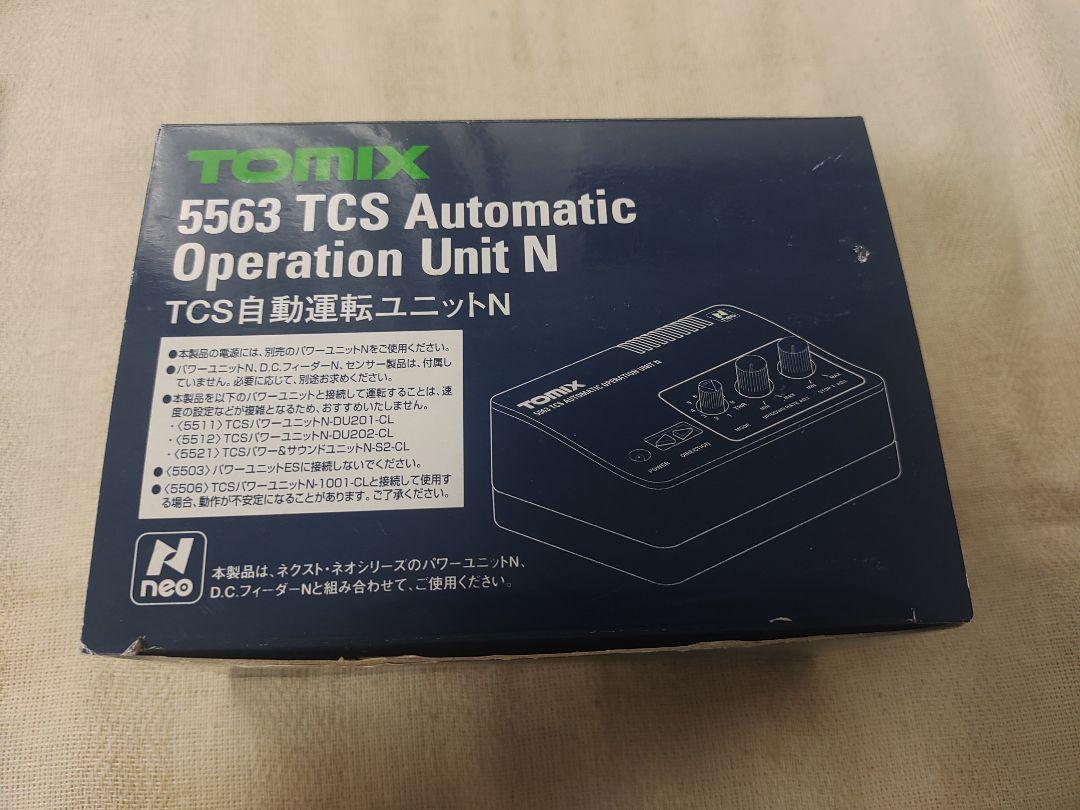 TOMIX
5563 TCS Automatic
Operation Unit N
TCS自動運転ユニットN
●本製品の電源には、別売のパワーユニットNをご使用ください。
●パワーユニットN、D.C.フィーダーN、センサー製品は、付属し
ていません。必要に応じて、別途お求めください。
●本製品を以下のパワーユニットと接続して運転することは、速
度の設定などが複雑となるため、おすすめいたしません。
・〈5511〉TCSパワーユニットN-DU201-CL
・〈5512〉TCSパワーユニットN-DU202-CL
・〈5521〉TCSパワー&サウンドユニットN-S2-CL
●〈5503〉パワーユニットESに接続しないでください。
●〈5506〉TCSパワーユニットN-1001-CLと接続して使用す
る場合、動作が不安定になることがあります。ご了承ください。
N
neo
本製品は、ネクスト・ネオシリーズのパワーユニットN、
D.C.フィーダーNと組み合わせて、ご使用ください。
TOMIX
5563 TCS AUTOMATIC OPERATION UNIT N
POWER
DIRECTION
MODE
THR
MIN
MAX
MIN
MAX